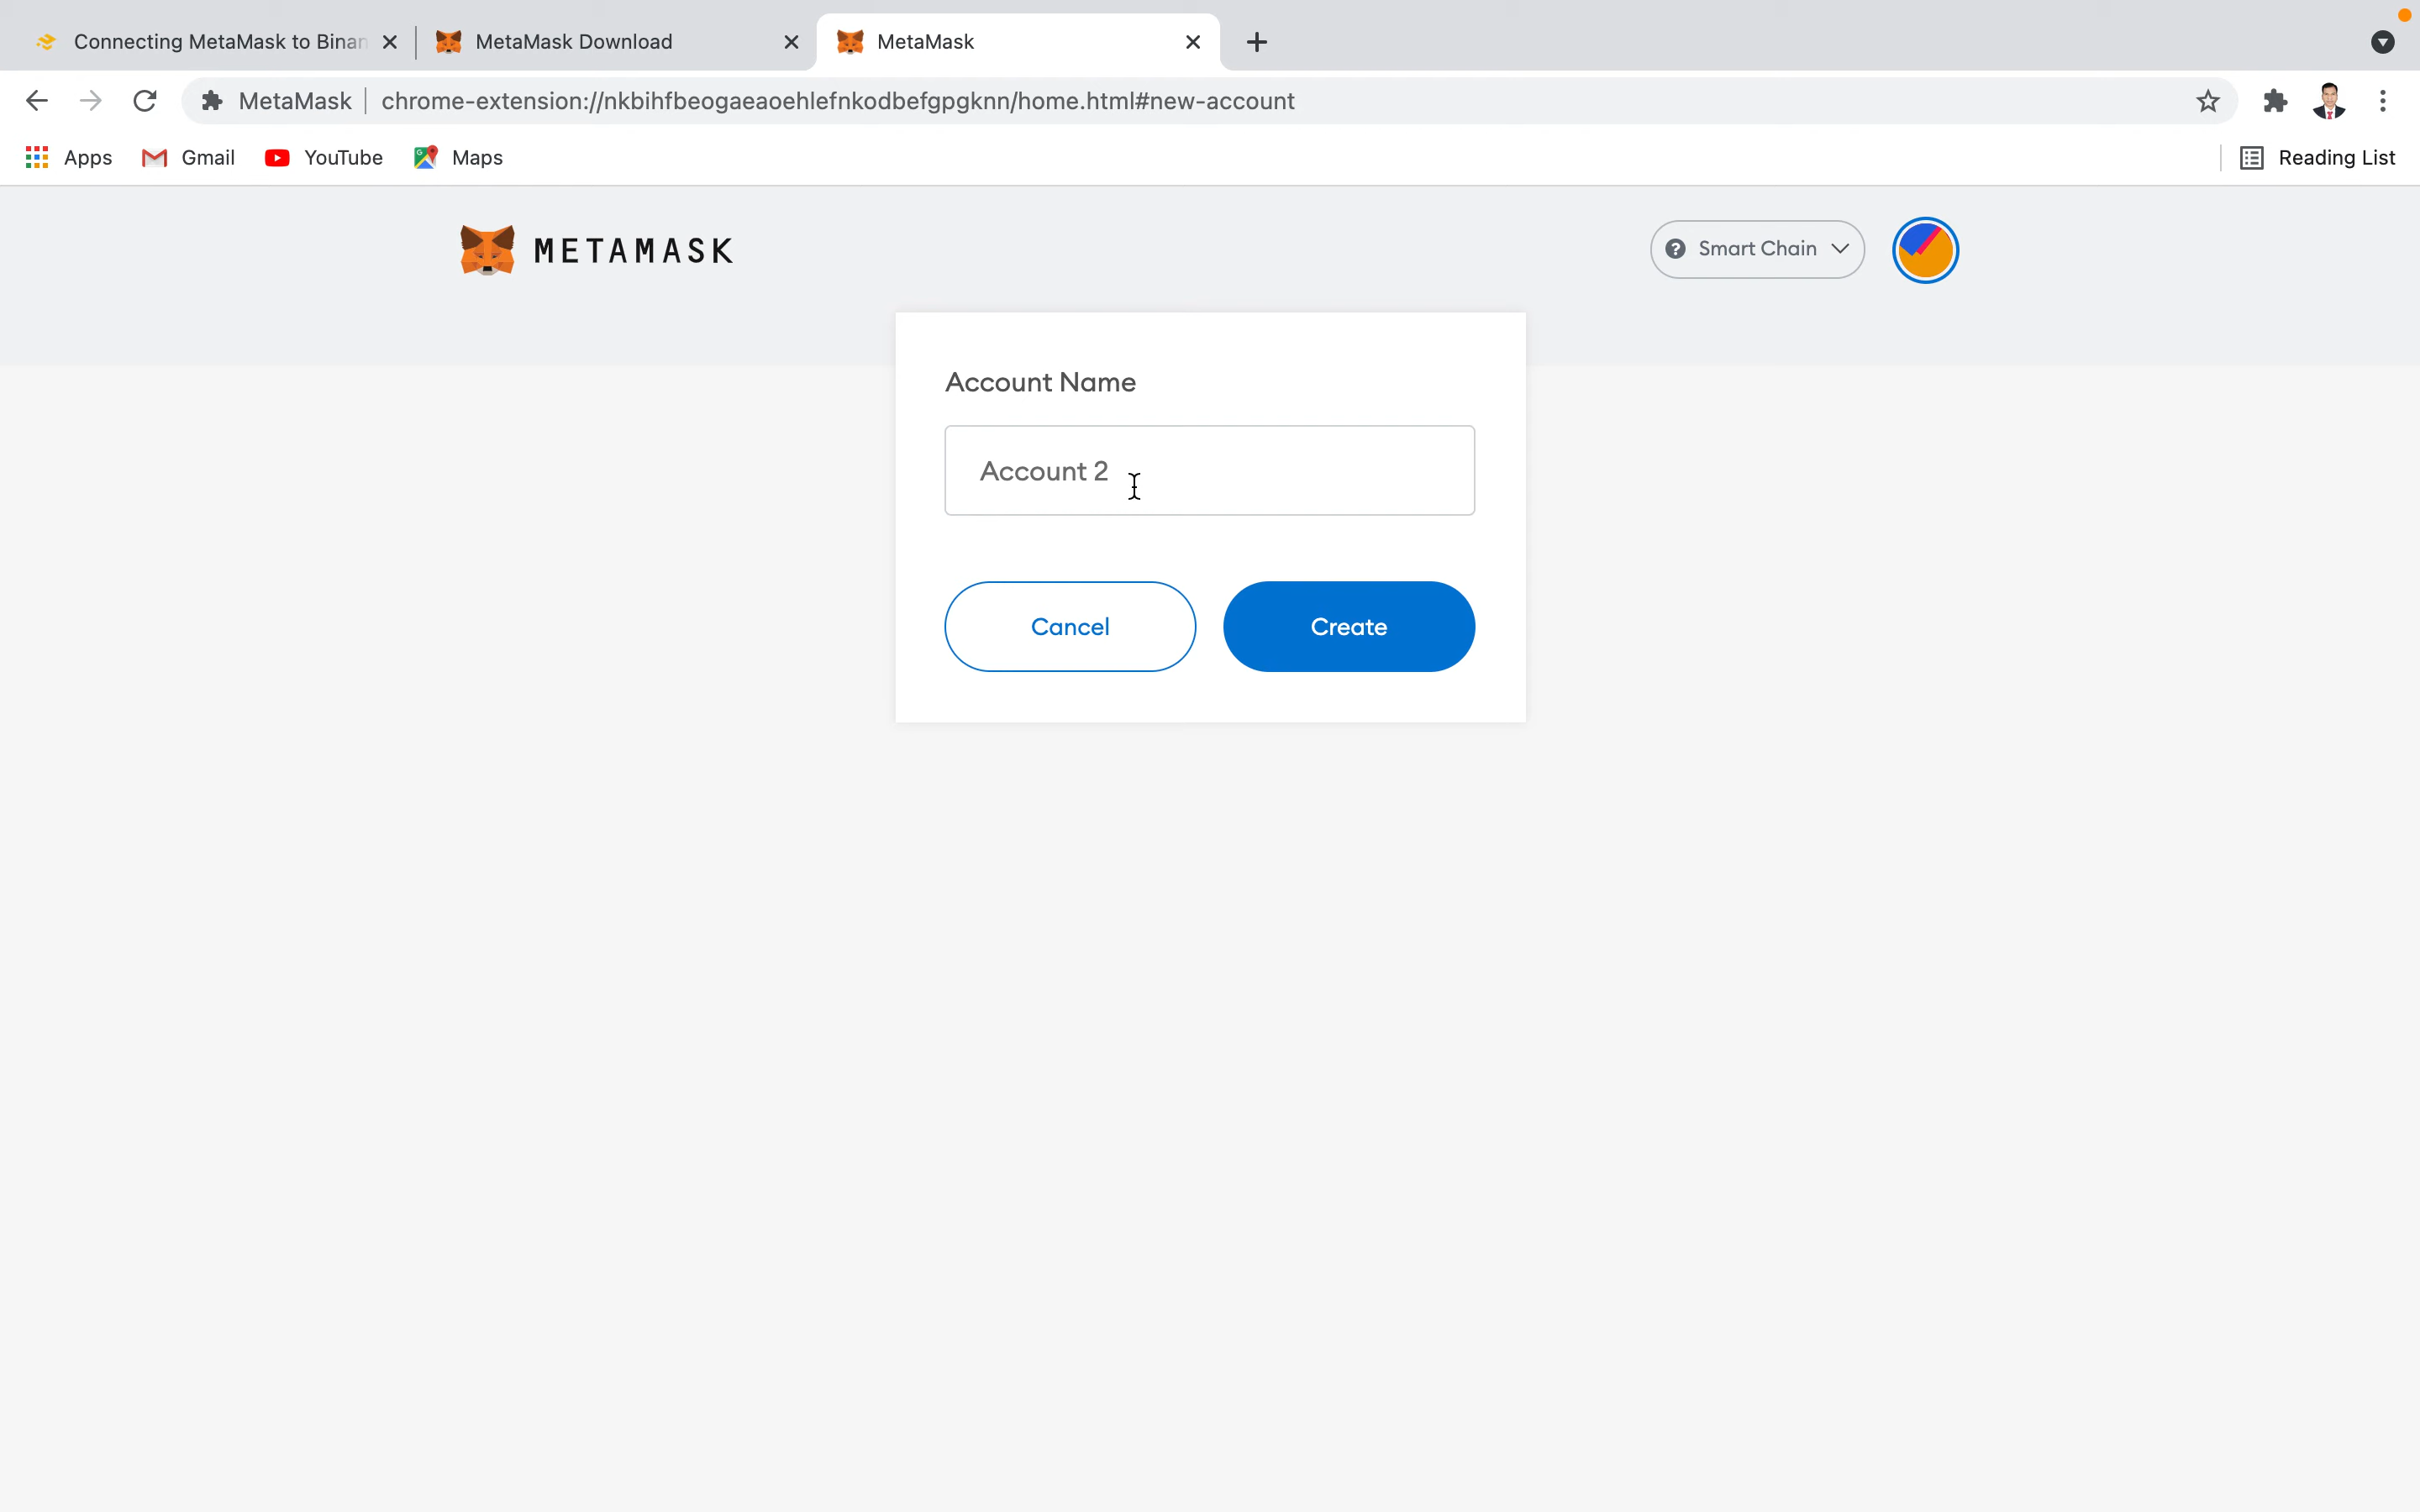 Connecting MetaMask to Binan
MetaMask Download
MetaMask
MetaMask chrome-extension://nkbihfbeogaeaoehlefnkodbefgpgknn/home.html#new-account
Apps Gmail YouTube Maps Reading List
METAMASK
Smart Chain
Account Name
Account 2
Cancel Create